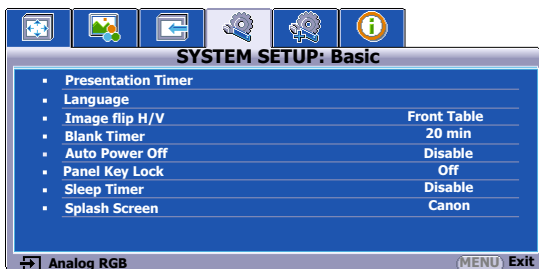 SYSTEM SETUP: Basic
Presentation Timer
Language
Image flip H/V Front Table
Blank Timer 20 min
Auto Power Off Disable
Panel Key Lock Off
Sleep Timer Disable
Splash Screen Canon
Analog RGB MENU Exit